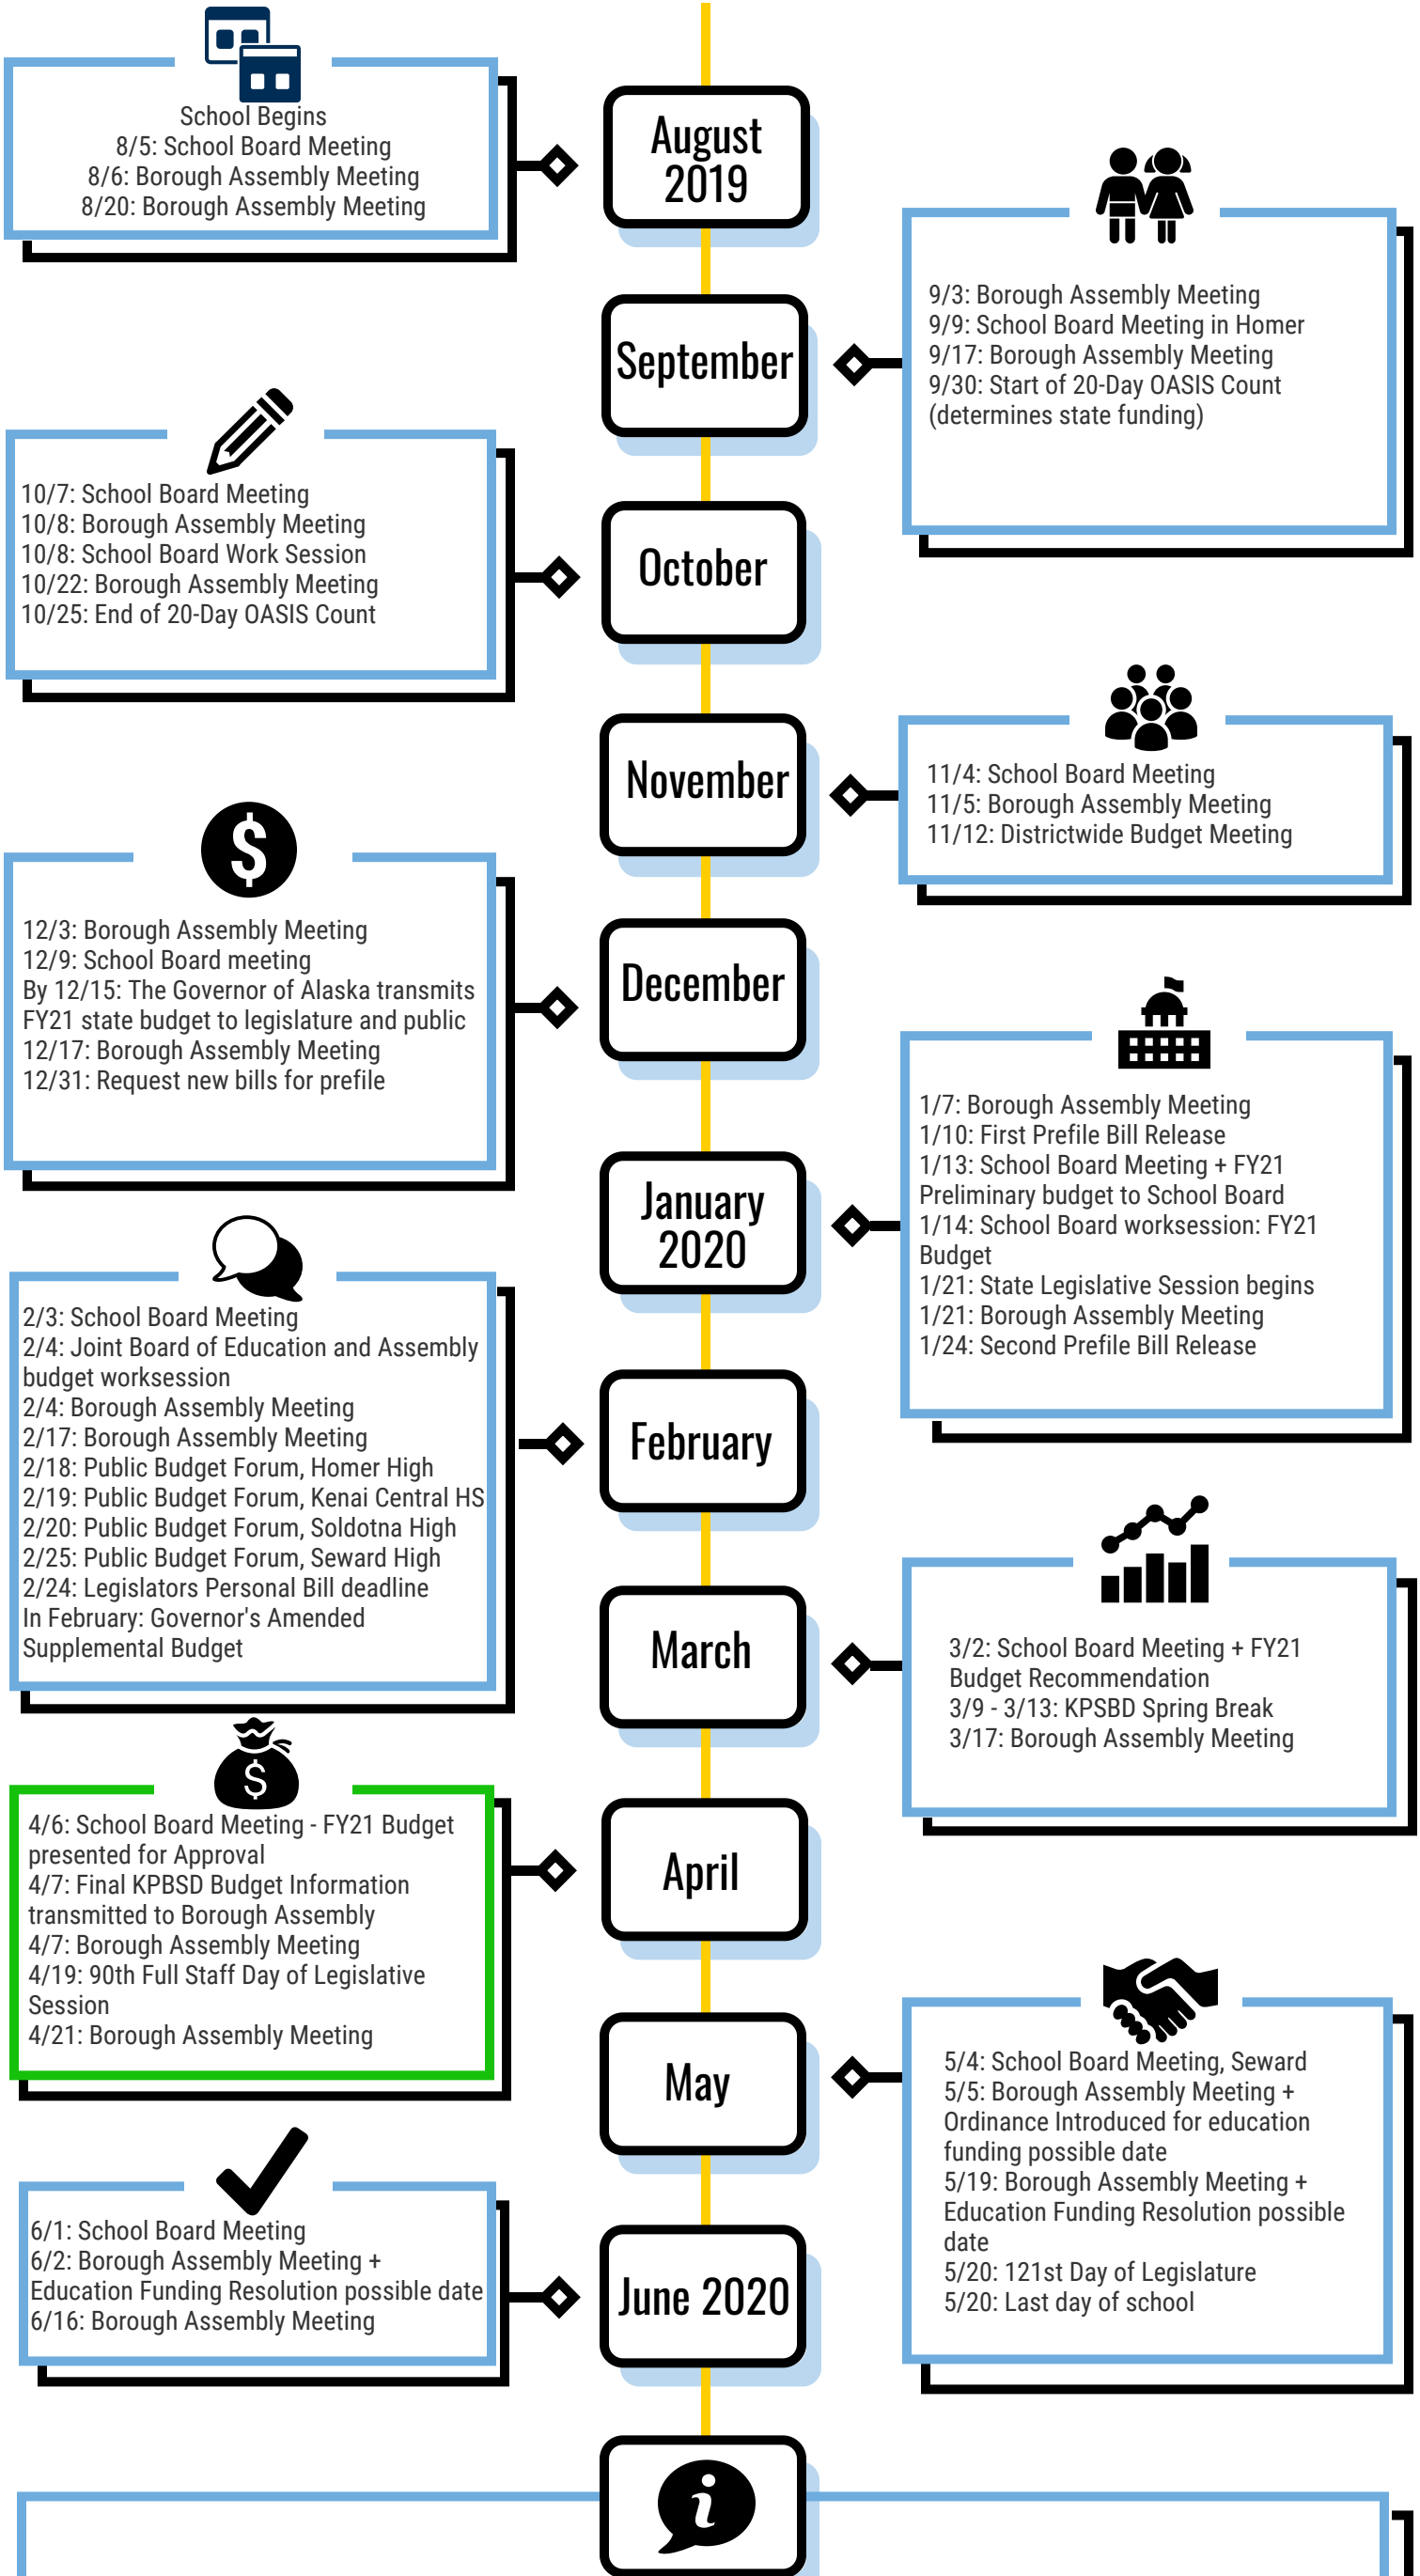 August
2019
School Begins
8/5: School Board Meeting
8/6: Borough Assembly Meeting
8/20: Borough Assembly Meeting
September
9/3: Borough Assembly Meeting
9/9: School Board Meeting in Homer
9/17: Borough Assembly Meeting
9/30: Start of 20-Day OASIS Count
(determines state funding)
October
10/7: School Board Meeting
10/8: Borough Assembly Meeting
10/8: School Board Work Session
10/22: Borough Assembly Meeting
10/25: End of 20-Day OASIS Count
November
11/4: School Board Meeting
11/5: Borough Assembly Meeting
11/12: Districtwide Budget Meeting
December
$
12/3: Borough Assembly Meeting
12/9: School Board meeting
By 12/15: The Governor of Alaska transmits
FY21 state budget to legislature and public
12/17: Borough Assembly Meeting
12/31: Request new bills for prefile
January
2020
1/7: Borough Assembly Meeting
1/10: First Prefile Bill Release
1/13: School Board Meeting + FY21
Preliminary budget to School Board
1/14: School Board worksession: FY21
Budget
1/21: State Legislative Session begins
1/21: Borough Assembly Meeting
1/24: Second Prefile Bill Release
February
2/3: School Board Meeting
2/4: Joint Board of Education and Assembly
budget worksession
2/4: Borough Assembly Meeting
2/17: Borough Assembly Meeting
2/18: Public Budget Forum, Homer High
2/19: Public Budget Forum, Kenai Central HS
2/20: Public Budget Forum, Soldotna High
2/25: Public Budget Forum, Seward High
2/24: Legislators Personal Bill deadline
In February: Governor's Amended
Supplemental Budget
March
3/2: School Board Meeting + FY21
Budget Recommendation
3/9 - 3/13: KPSBD Spring Break
3/17: Borough Assembly Meeting
April
$
4/6: School Board Meeting - FY21 Budget
presented for Approval
4/7: Final KPBSD Budget Information
transmitted to Borough Assembly
4/7: Borough Assembly Meeting
4/19: 90th Full Staff Day of Legislative
Session
4/21: Borough Assembly Meeting
May
5/4: School Board Meeting, Seward
5/5: Borough Assembly Meeting +
Ordinance Introduced for education
funding possible date
5/19: Borough Assembly Meeting +
Education Funding Resolution possible
date
5/20: 121st Day of Legislature
5/20: Last day of school
June 2020
6/1: School Board Meeting
6/2: Borough Assembly Meeting +
Education Funding Resolution possible date
6/16: Borough Assembly Meeting
i